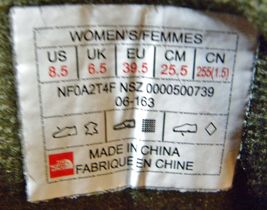 WOMEN'S/FEMMES
US UK EU CM CN
8.5 6.5 39.5 25.5 255(1.5)
NF0A2T4F NSZ 0000500739
06-163
MADE IN CHINA
FABRIQUE EN CHINE